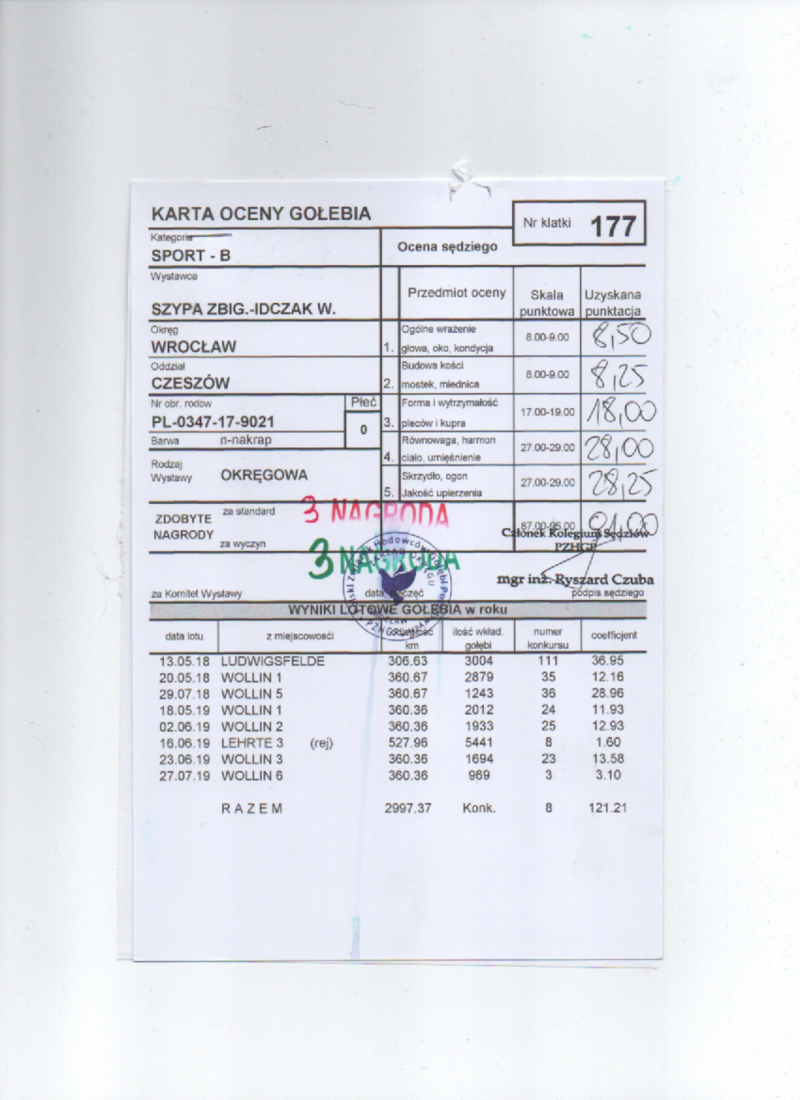 KARTA OCENY GOŁEBIA
Nr klatki 177
Kategoria
SPORT - B
Ocena sędziego
Wystawca
SZYPA ZBIG.-IDCZAK W.
Przedmiot oceny Skala punktowa Uzyskana punktacja
Okręg
WROCŁAW
1. Ogólne wrażenie głowa, oko, kondycja 8.00-9.00 8,50
Oddział
CZESZÓW
2. Budowa kości mostek, miednica 8.00-9.00 8,25
Nr obr. rodow Płeć
PL-0347-17-9021 0
3. Forma i wytrzymałość pleców i kupra 17.00-19.00 18,00
Barwa n-nakrap
4. Równowaga, harmon ciało, umięśnienie 27.00-29.00 28,00
Rodzaj Wystawy OKRĘGOWA
5. Skrzydło, ogon Jakość upierzenia 27.00-29.00 28,25
ZDOBYTE NAGRODY
za standard 3 NAGRODA
87.00-95.00 91,00
Członek Kolegium Sędziów
PZHGP
za wyczyn 3 NAGRODA
mgr inż. Ryszard Czuba
za Komitet Wystawy data, pieczęć podpis sędziego
WYNIKI LOTOWE GOŁĘBIA w roku
data lotu z miejscowości odległość km ilość wkład. gołębi numer konkursu coefficjent
13.05.18 LUDWIGSFELDE 306.63 3004 111 36.95
20.05.18 WOLLIN 1 360.67 2879 35 12.16
29.07.18 WOLLIN 5 360.67 1243 36 28.96
18.05.19 WOLLIN 1 360.36 2012 24 11.93
02.06.19 WOLLIN 2 360.36 1933 25 12.93
16.06.19 LEHRTE 3 (rej) 527.96 5441 8 1.60
23.06.19 WOLLIN 3 360.36 1694 23 13.58
27.07.19 WOLLIN 6 360.36 969 3 3.10
R A Z E M 2997.37 Konk. 8 121.21